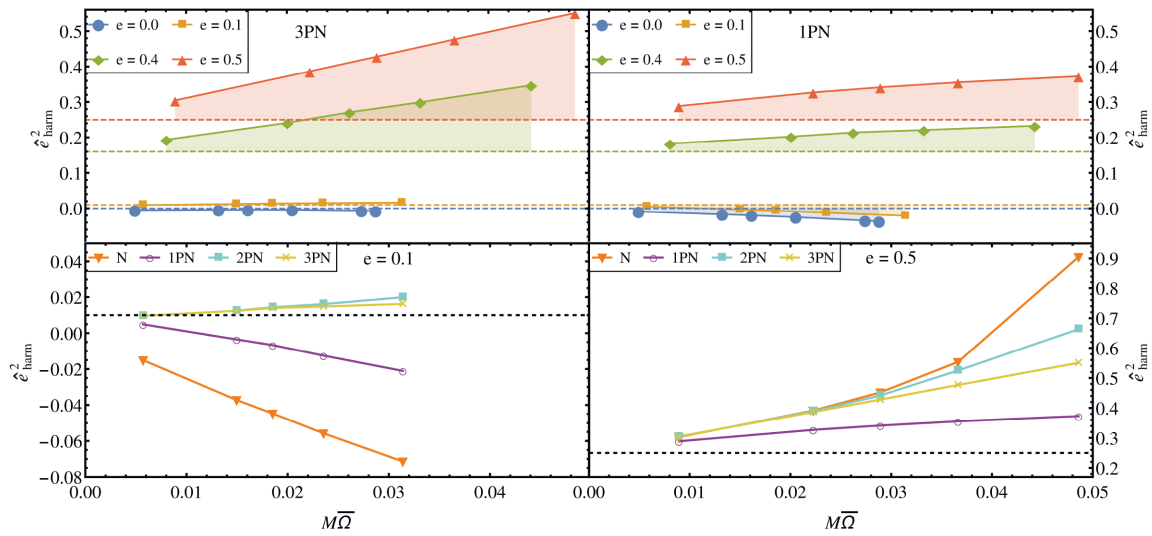 e = 0.0 e = 0.1
e = 0.4 e = 0.5
3PN
e = 0.0 e = 0.1
e = 0.4 e = 0.5
1PN
0.5
0.4
0.3
0.2
0.1
0.0
ê²harm
0.5
0.4
0.3
0.2
0.1
0.0
ê²harm
N 1PN 2PN 3PN
e = 0.1
N 1PN 2PN 3PN
e = 0.5
0.04
0.02
0.00
−0.02
−0.04
−0.06
−0.08
ê²harm
0.9
0.8
0.7
0.6
0.5
0.4
0.3
0.2
ê²harm
0.00 0.01 0.02 0.03 0.04 0.00 0.01 0.02 0.03 0.04 0.05
MΩ̅ MΩ̅